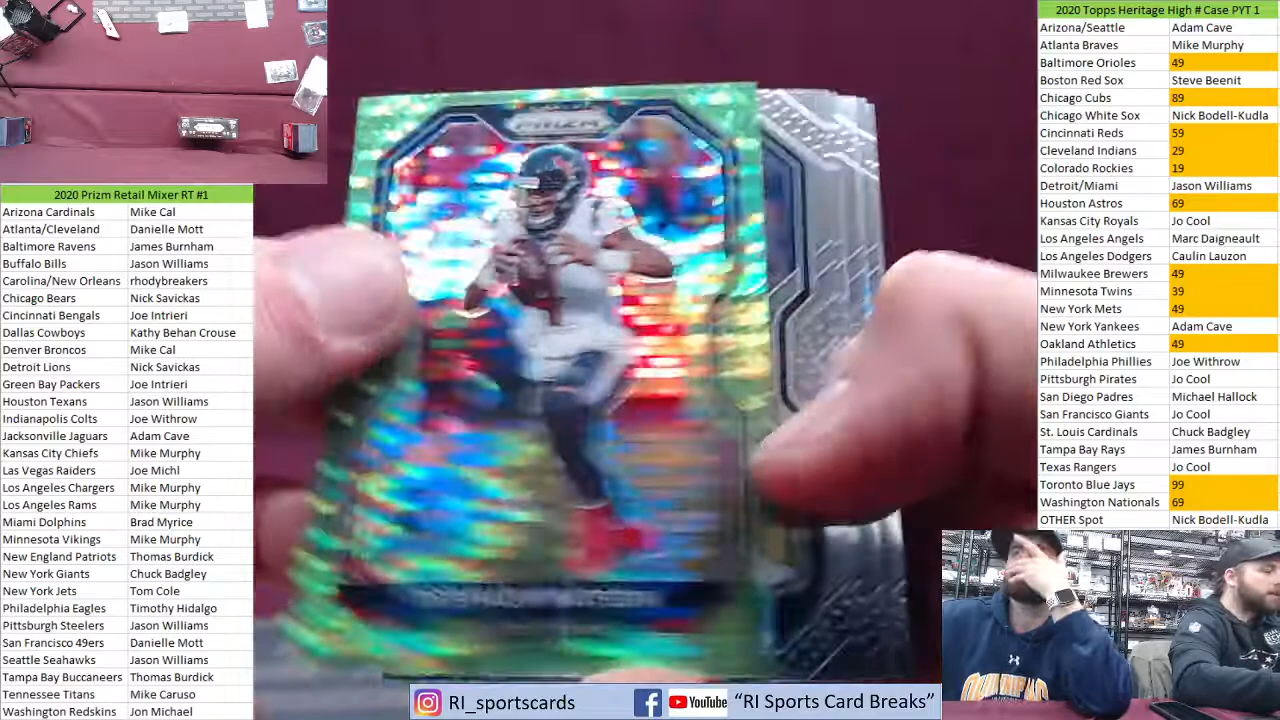 2020 Prizm Retail Mixer RT #1
Arizona Cardinals Mike Cal
Atlanta/Cleveland Danielle Mott
Baltimore Ravens James Burnham
Buffalo Bills Jason Williams
Carolina/New Orleans rhodybreakers
Chicago Bears Nick Savickas
Cincinnati Bengals Joe Intrieri
Dallas Cowboys Kathy Behan Crouse
Denver Broncos Mike Cal
Detroit Lions Nick Savickas
Green Bay Packers Joe Intrieri
Houston Texans Jason Williams
Indianapolis Colts Joe Withrow
Jacksonville Jaguars Adam Cave
Kansas City Chiefs Mike Murphy
Las Vegas Raiders Joe Michl
Los Angeles Chargers Mike Murphy
Los Angeles Rams Mike Murphy
Miami Dolphins Brad Myrice
Minnesota Vikings Mike Murphy
New England Patriots Thomas Burdick
New York Giants Chuck Badgley
New York Jets Tom Cole
Philadelphia Eagles Timothy Hidalgo
Pittsburgh Steelers Jason Williams
San Francisco 49ers Danielle Mott
Seattle Seahawks Jason Williams
Tampa Bay Buccaneers Thomas Burdick
Tennessee Titans Mike Caruso
Washington Redskins Jon Michael
PRIZM
2020 Topps Heritage High # Case PYT 1
Arizona/Seattle Adam Cave
Atlanta Braves Mike Murphy
Baltimore Orioles 49
Boston Red Sox Steve Beenit
Chicago Cubs 89
Chicago White Sox Nick Bodell-Kudla
Cincinnati Reds 59
Cleveland Indians 29
Colorado Rockies 19
Detroit/Miami Jason Williams
Houston Astros 69
Kansas City Royals Jo Cool
Los Angeles Angels Marc Daigneault
Los Angeles Dodgers Caulin Lauzon
Milwaukee Brewers 49
Minnesota Twins 39
New York Mets 49
New York Yankees Adam Cave
Oakland Athletics 49
Philadelphia Phillies Joe Withrow
Pittsburgh Pirates Jo Cool
San Diego Padres Michael Hallock
San Francisco Giants Jo Cool
St. Louis Cardinals Chuck Badgley
Tampa Bay Rays James Burnham
Texas Rangers Jo Cool
Toronto Blue Jays 99
Washington Nationals 69
OTHER Spot Nick Bodell-Kudla
RI_sportscards YouTube "RI Sports Card Breaks"